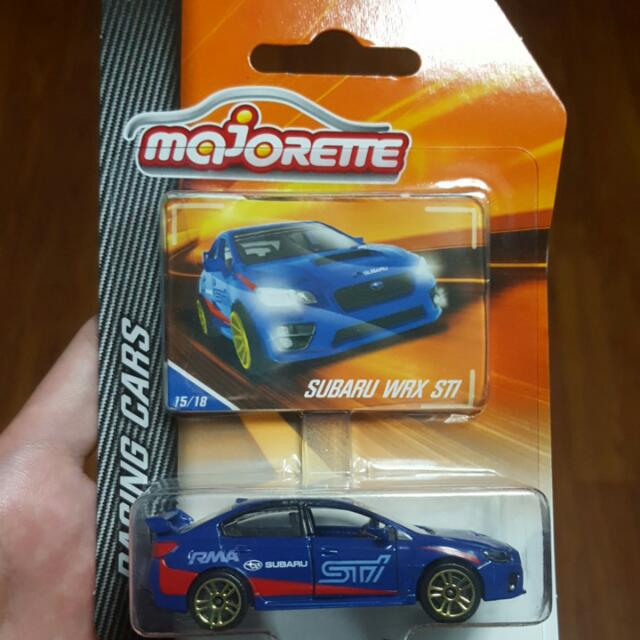 majorette
SUBARU
SUBARU WRX STI
15/18
RACING CARS
RMA
SUBARU
STI